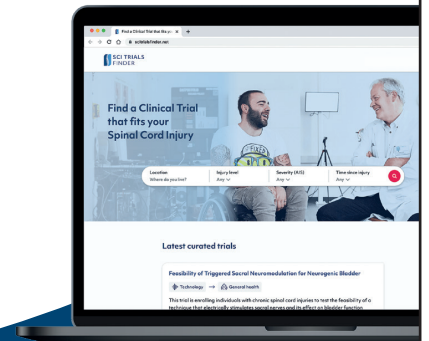 Find a Clinical Trial that fits you
scitrialsfinder.net
SCI TRIALS
FINDER
Find a Clinical Trial
that fits your
Spinal Cord Injury
Location
Where do you live?
Injury level
Any
Severity (AIS)
Any
Time since injury
Any
Latest curated trials
Feasibility of Triggered Sacral Neuromodulation for Neurogenic Bladder
Technology → General health
This trial is enrolling individuals with chronic spinal cord injuries to test the feasibility of a
technique that electrically stimulates sacral nerves and its effect on bladder function